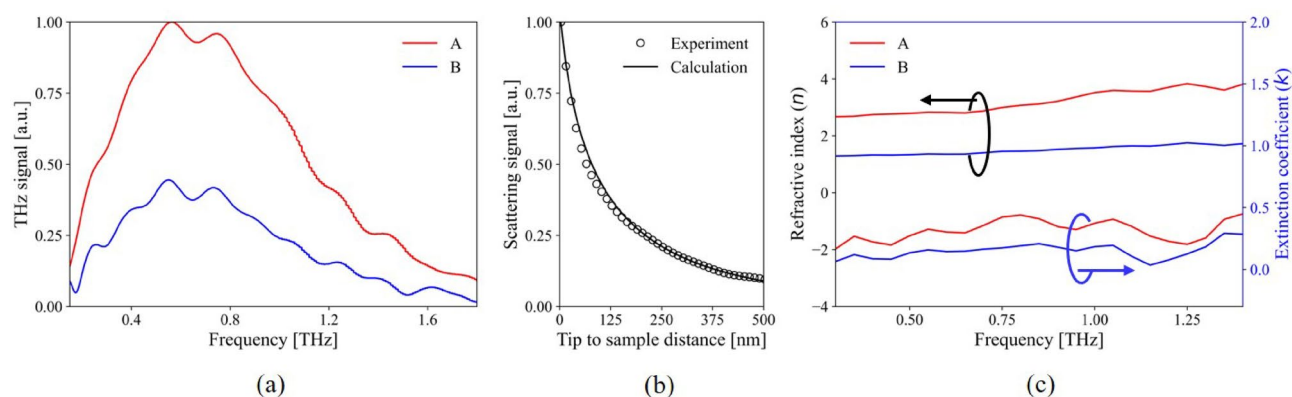 1.00
0.75
0.50
0.25
0.00
THz signal [a.u.]
A
B
0.4
0.8
1.2
1.6
Frequency [THz]
(a)
1.00
0.75
0.50
0.25
0.00
Scattering signal [a.u.]
Experiment
Calculation
0
125
250
375
500
Tip to sample distance [nm]
(b)
6
4
2
0
−2
−4
Refractive index (n)
A
B
2.0
1.5
1.0
0.5
0.0
Extinction coefficient (k)
0.50
0.75
1.00
1.25
Frequency [THz]
(c)